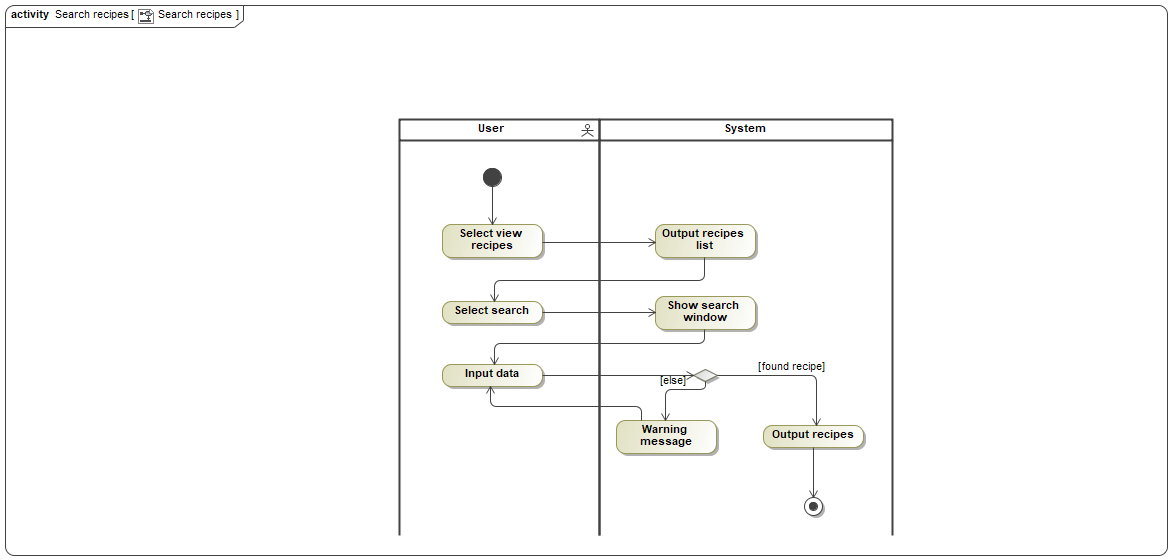 activity Search recipes [ Search recipes ]
User
System
Select view
recipes
Output recipes
list
Select search
Show search
window
Input data
[else]
[found recipe]
Warning
message
Output recipes